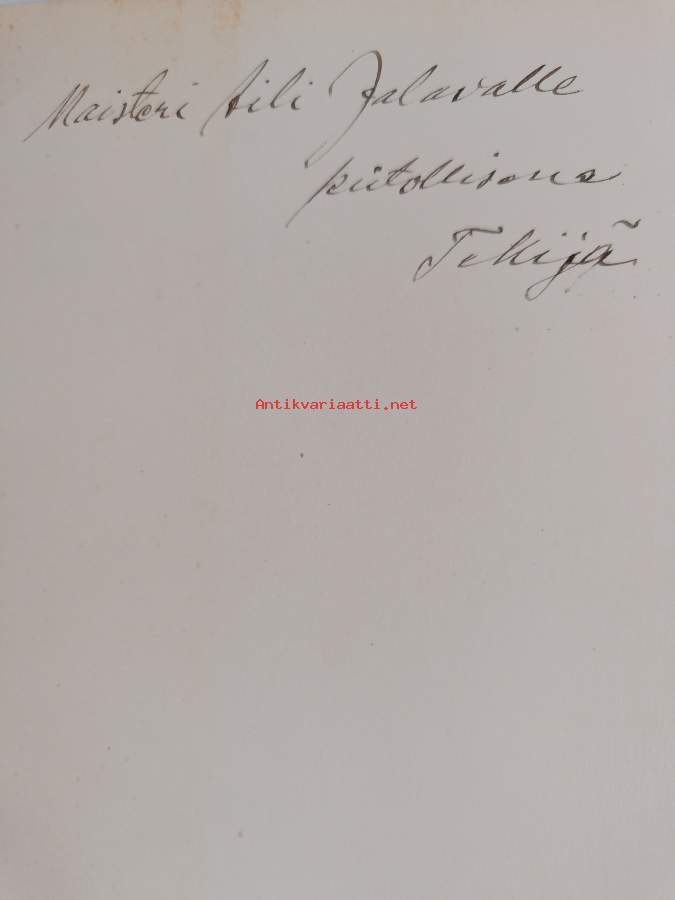 Maisteri Aili Jalavalle
kiitollisena
Tekijä
Antikvariaatti.net